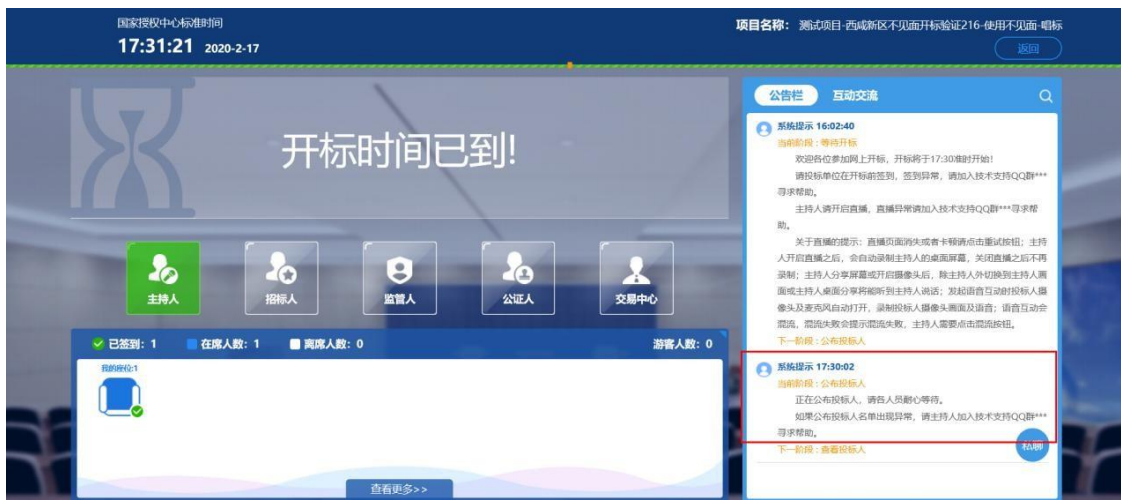 国家授权中心标准时间
17:31:21 2020-2-17
项目名称： 测试项目-西咸新区不见面开标验证216-使用不见面-唱标
返回
开标时间已到!
主持人
招标人
监管人
公证人
交易中心
已签到: 1 在席人数: 1 离席人数: 0 游客人数: 0
我的座位:1
查看更多>>
公告栏 互动交流
系统提示 16:02:40
当前阶段 : 等待开标
欢迎各位参加网上开标，开标将于17:30准时开始!
请投标单位在开标前签到，签到异常，请加入技术支持QQ群***
寻求帮助。
主持人请开启直播，直播异常请加入技术支持QQ群***寻求帮
助。
关于直播的提示：直播页面消失或者卡顿请点击重试按钮；主持
人开启直播之后，会自动录制主持人的桌面屏幕，关闭直播之后不再
录制；主持人分享屏幕或开启摄像头后，除主持人外切换到主持人画
面或主持人桌面分享将能听到主持人说话；发起语音互动时投标人摄
像头及麦克风自动打开，录制投标人摄像头画面及语音；语音互动会
混流，混流失败会提示混流失败，主持人需要点击混流按钮。
下一阶段 : 公布投标人
系统提示 17:30:02
当前阶段 : 公布投标人
正在公布投标人，请各人员耐心等待。
如果公布投标人名单出现异常，请主持人加入技术支持QQ群***
寻求帮助。
下一阶段 : 查看投标人
私聊